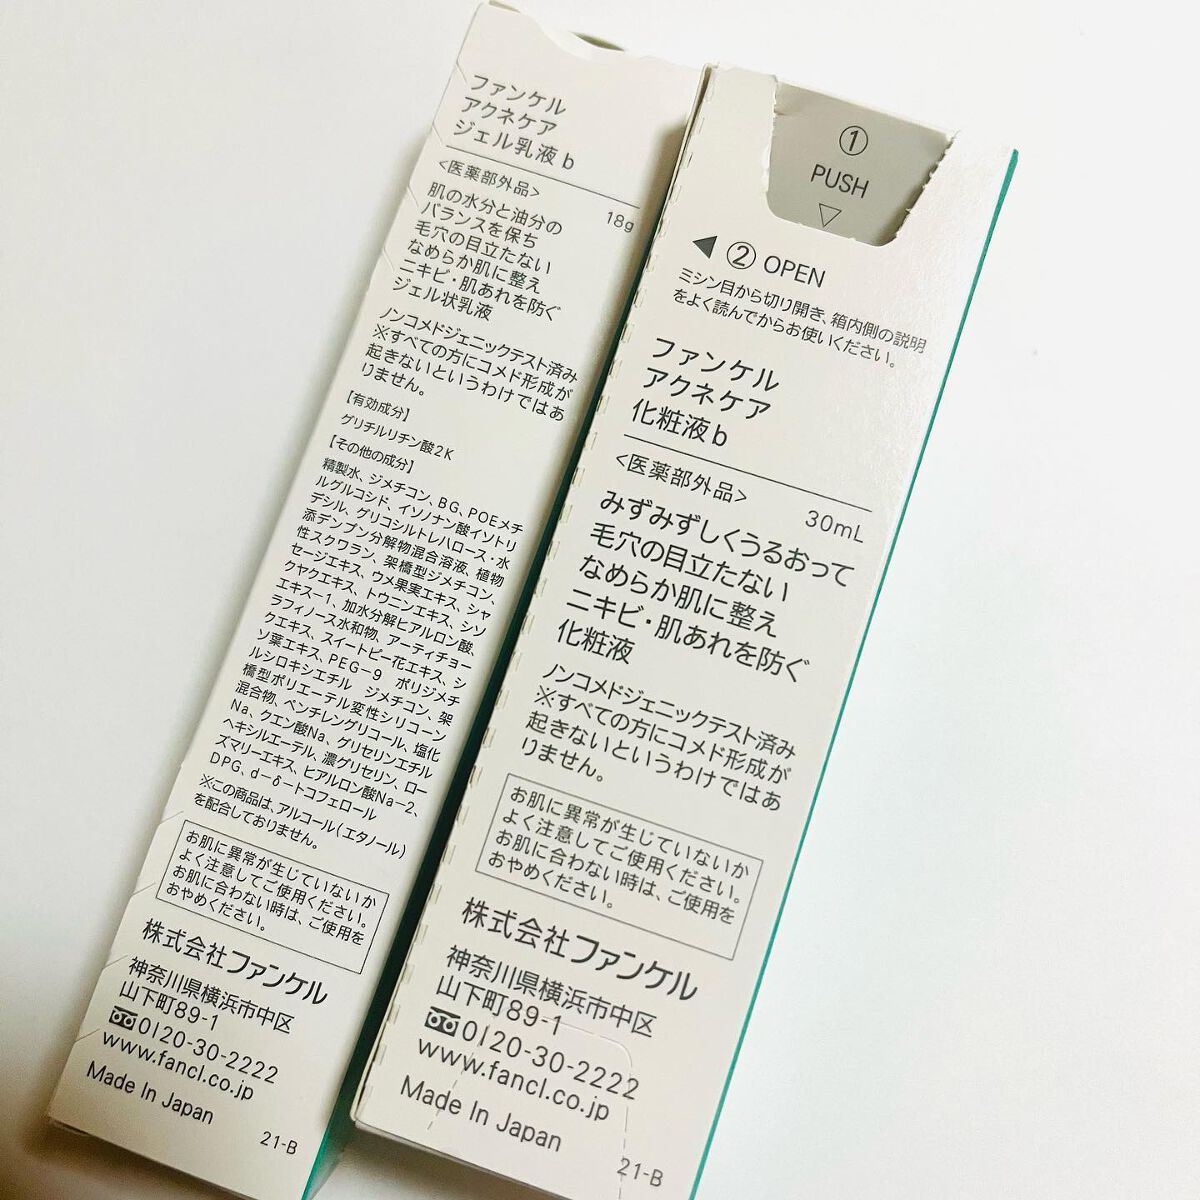 ファンケル
アクネケア
ジェル乳液b
<医薬部外品>
18g
肌の水分と油分の
バランスを保ち
毛穴の目立たない
なめらか肌に整え
ニキビ・肌あれを防ぐ
ジェル状乳液
ノンコメドジェニックテスト済み
※すべての方にコメド形成が
起きないというわけではあ
りません。
【有効成分】
グリチルリチン酸2K
【その他の成分】
精製水、ジメチコン、BG、POEメチ
ルグルコシド、イソノナン酸イソトリ
デシル、グリコシルトレハロース・水
添デンプン分解物混合溶液、植物
性スクワラン、架橋型ジメチコン、
セージエキス、ウメ果実エキス、シャ
クヤクエキス、トウニンエキス、シソ
エキス-1、加水分解ヒアルロン酸、
ラフィノース水和物、アーティチョー
クエキス、スイートピー花エキス、シ
ソ葉エキス、PEG-9 ポリジメチ
ルシロキシエチル ジメチコン、架
橋型ポリエーテル変性シリコーン
混合物、ペンチレングリコール、塩化
Na、クエン酸Na、グリセリンエチル
ヘキシルエーテル、濃グリセリン、ロー
ズマリーエキス、ヒアルロン酸Na-2、
DPG、d-δ-トコフェロール
※この商品は、アルコール(エタノール)
を配合しておりません。
お肌に異常が生じていないか
よく注意してご使用ください。
お肌に合わない時は、ご使用を
おやめください。
株式会社ファンケル
神奈川県横浜市中区
山下町89-1
0120-30-2222
www.fancl.co.jp
Made In Japan
21-B
①
PUSH
▽
◀ ② OPEN
ミシン目から切り開き、箱内側の説明
をよく読んでからお使いください。
ファンケル
アクネケア
化粧液b
<医薬部外品>
30mL
みずみずしくうるおって
毛穴の目立たない
なめらか肌に整え
ニキビ・肌あれを防ぐ
化粧液
ノンコメドジェニックテスト済み
※すべての方にコメド形成が
起きないというわけではあ
りません。
お肌に異常が生じていないか
よく注意してご使用ください。
お肌に合わない時は、ご使用を
おやめください。
株式会社ファンケル
神奈川県横浜市中区
山下町89-1
0120-30-2222
www.fancl.co.jp
Made In Japan
21-B